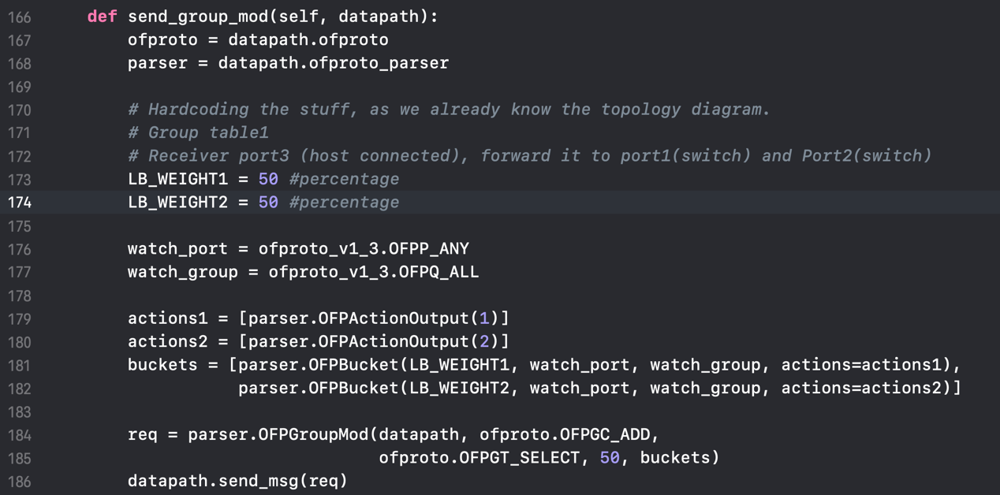 166 def send_group_mod(self, datapath):
167 ofproto = datapath.ofproto
168 parser = datapath.ofproto_parser
169
170 # Hardcoding the stuff, as we already know the topology diagram.
171 # Group table1
172 # Receiver port3 (host connected), forward it to port1(switch) and Port2(switch)
173 LB_WEIGHT1 = 50 #percentage
174 LB_WEIGHT2 = 50 #percentage
175
176 watch_port = ofproto_v1_3.OFPP_ANY
177 watch_group = ofproto_v1_3.OFPQ_ALL
178
179 actions1 = [parser.OFPActionOutput(1)]
180 actions2 = [parser.OFPActionOutput(2)]
181 buckets = [parser.OFPBucket(LB_WEIGHT1, watch_port, watch_group, actions=actions1),
182 parser.OFPBucket(LB_WEIGHT2, watch_port, watch_group, actions=actions2)]
183
184 req = parser.OFPGroupMod(datapath, ofproto.OFPGC_ADD,
185 ofproto.OFPGT_SELECT, 50, buckets)
186 datapath.send_msg(req)